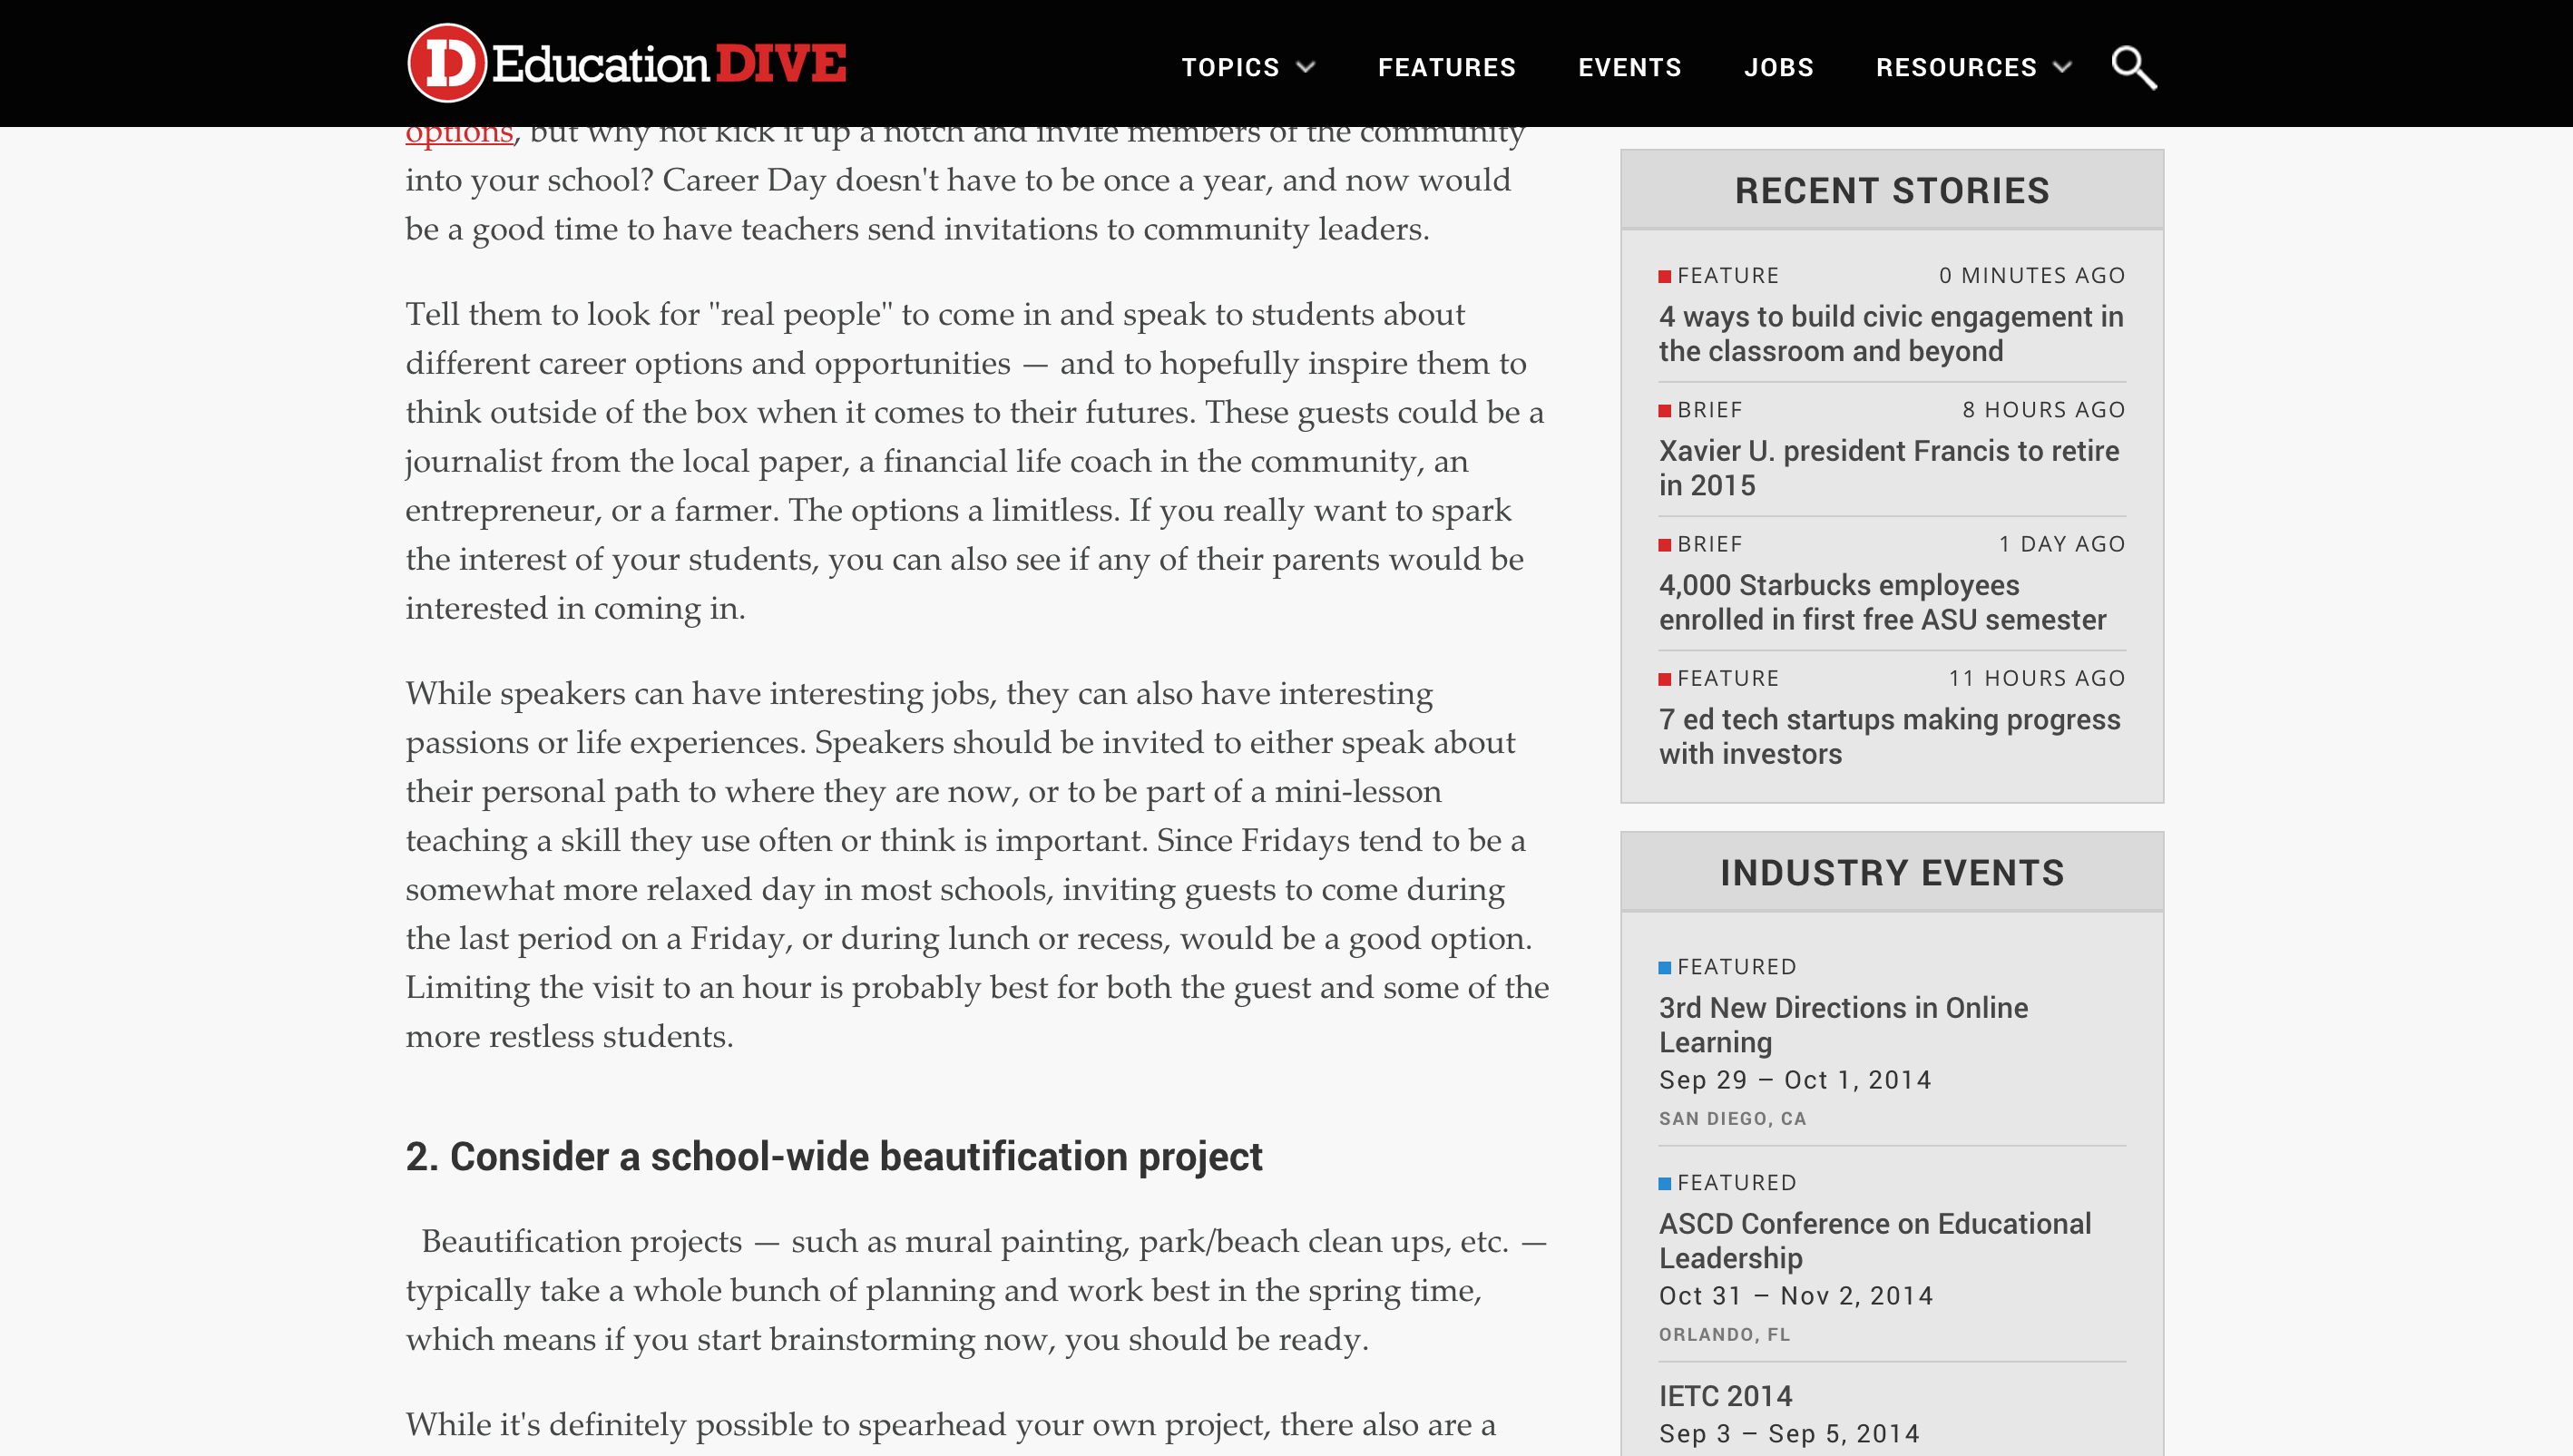 D Education DIVE
TOPICS FEATURES EVENTS JOBS RESOURCES
options, but why not kick it up a notch and invite members of the community
into your school? Career Day doesn't have to be once a year, and now would
be a good time to have teachers send invitations to community leaders.
Tell them to look for "real people" to come in and speak to students about
different career options and opportunities — and to hopefully inspire them to
think outside of the box when it comes to their futures. These guests could be a
journalist from the local paper, a financial life coach in the community, an
entrepreneur, or a farmer. The options a limitless. If you really want to spark
the interest of your students, you can also see if any of their parents would be
interested in coming in.
While speakers can have interesting jobs, they can also have interesting
passions or life experiences. Speakers should be invited to either speak about
their personal path to where they are now, or to be part of a mini-lesson
teaching a skill they use often or think is important. Since Fridays tend to be a
somewhat more relaxed day in most schools, inviting guests to come during
the last period on a Friday, or during lunch or recess, would be a good option.
Limiting the visit to an hour is probably best for both the guest and some of the
more restless students.
2. Consider a school-wide beautification project
Beautification projects — such as mural painting, park/beach clean ups, etc. —
typically take a whole bunch of planning and work best in the spring time,
which means if you start brainstorming now, you should be ready.
While it's definitely possible to spearhead your own project, there also are a
RECENT STORIES
FEATURE 0 MINUTES AGO
4 ways to build civic engagement in
the classroom and beyond
BRIEF 8 HOURS AGO
Xavier U. president Francis to retire
in 2015
BRIEF 1 DAY AGO
4,000 Starbucks employees
enrolled in first free ASU semester
FEATURE 11 HOURS AGO
7 ed tech startups making progress
with investors
INDUSTRY EVENTS
FEATURED
3rd New Directions in Online
Learning
Sep 29 – Oct 1, 2014
SAN DIEGO, CA
FEATURED
ASCD Conference on Educational
Leadership
Oct 31 – Nov 2, 2014
ORLANDO, FL
IETC 2014
Sep 3 – Sep 5, 2014